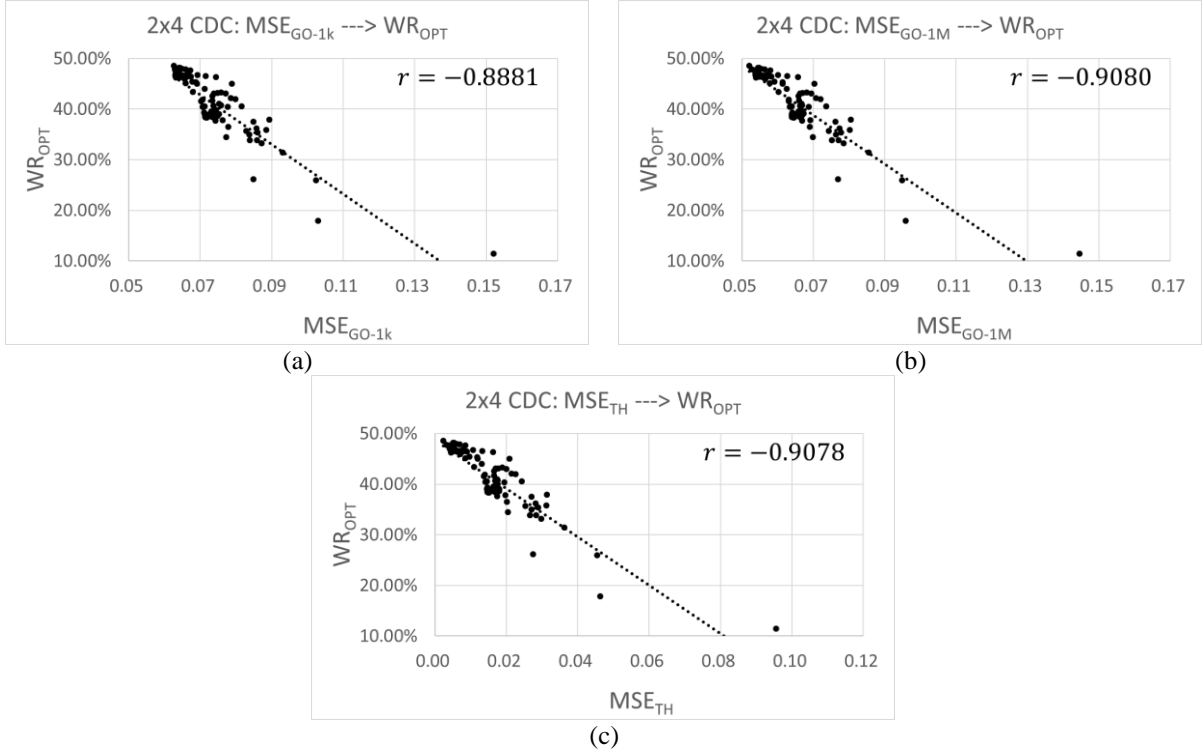 2x4 CDC: MSE_GO-1k ---> WR_OPT
r = −0.8881
WR_OPT
50.00%
40.00%
30.00%
20.00%
10.00%
0.05 0.07 0.09 0.11 0.13 0.15 0.17
MSE_GO-1k
(a)
2x4 CDC: MSE_GO-1M ---> WR_OPT
r = −0.9080
WR_OPT
50.00%
40.00%
30.00%
20.00%
10.00%
0.05 0.07 0.09 0.11 0.13 0.15 0.17
MSE_GO-1M
(b)
2x4 CDC: MSE_TH ---> WR_OPT
r = −0.9078
WR_OPT
50.00%
40.00%
30.00%
20.00%
10.00%
0.00 0.02 0.04 0.06 0.08 0.10 0.12
MSE_TH
(c)